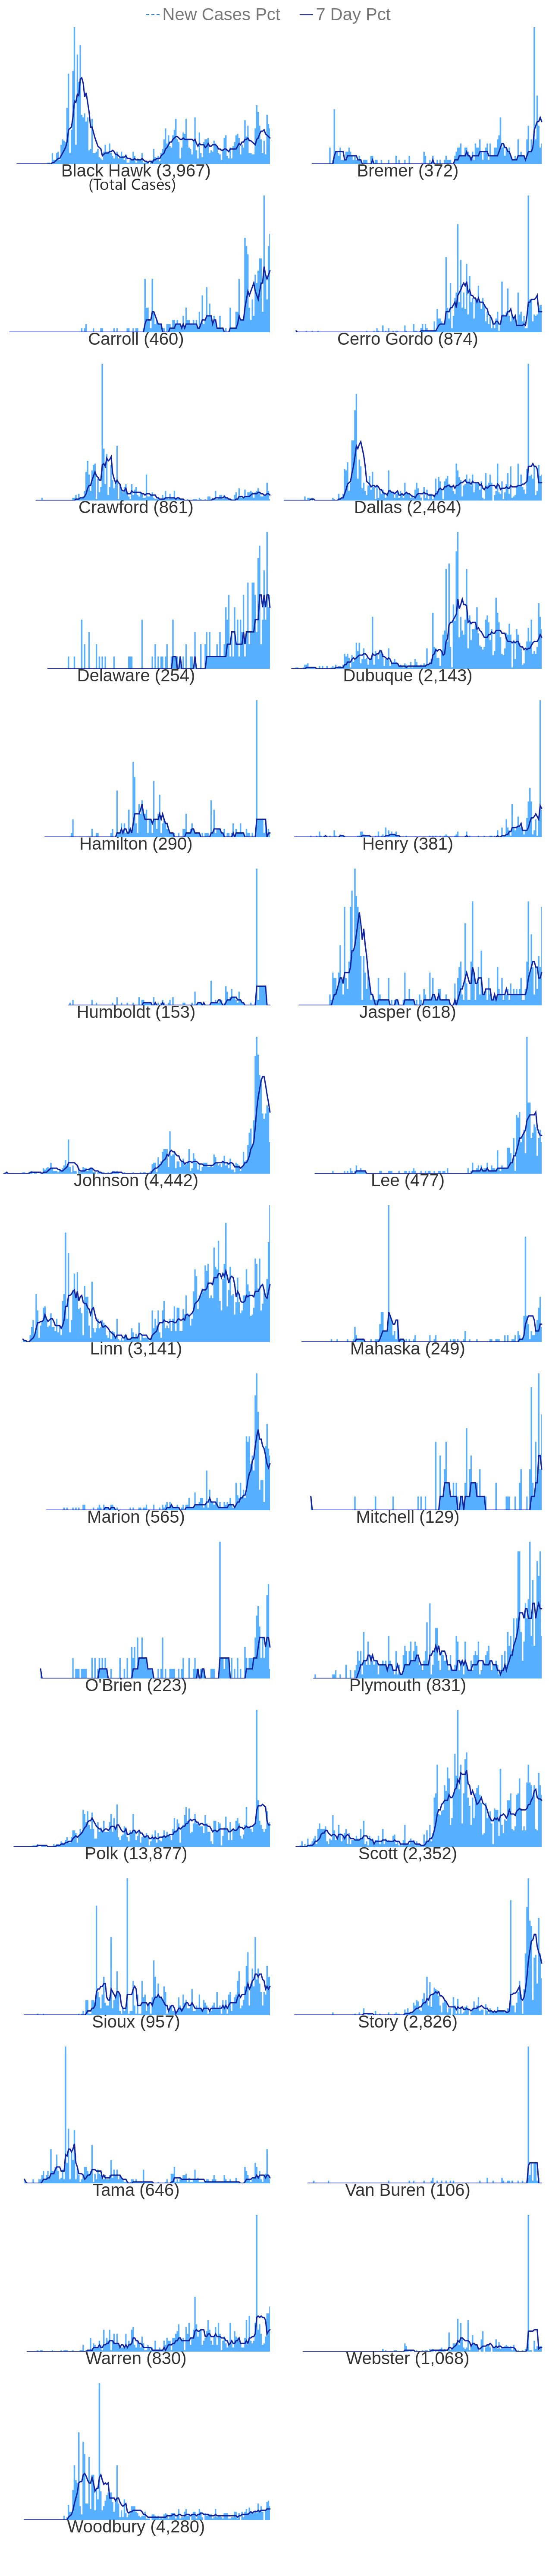 New Cases Pct 7 Day Pct
Black Hawk (3,967) Bremer (372)
(Total Cases)
Carroll (460) Cerro Gordo (874)
Crawford (861) Dallas (2,464)
Delaware (254) Dubuque (2,143)
Hamilton (290) Henry (381)
Humboldt (153) Jasper (618)
Johnson (4,442) Lee (477)
Linn (3,141) Mahaska (249)
Marion (565) Mitchell (129)
O'Brien (223) Plymouth (831)
Polk (13,877) Scott (2,352)
Sioux (957) Story (2,826)
Tama (646) Van Buren (106)
Warren (830) Webster (1,068)
Woodbury (4,280)